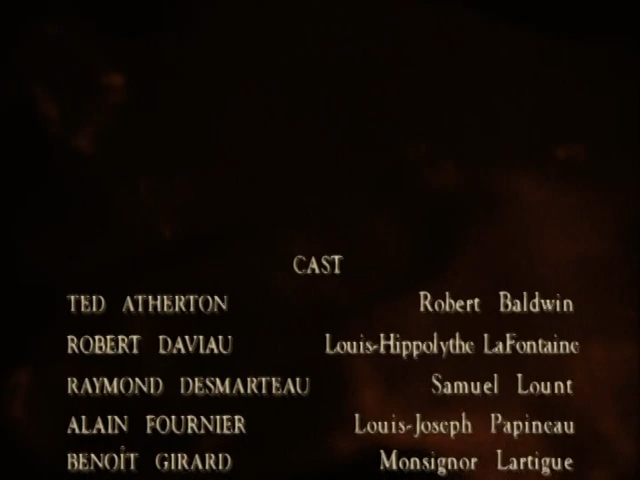 CAST
TED ATHERTON Robert Baldwin
ROBERT DAVIAU Louis-Hippolythe LaFontaine
RAYMOND DESMARTEAU Samuel Lount
ALAIN FOURNIER Louis-Joseph Papineau
BENOÎT GIRARD Monsignor Lartigue